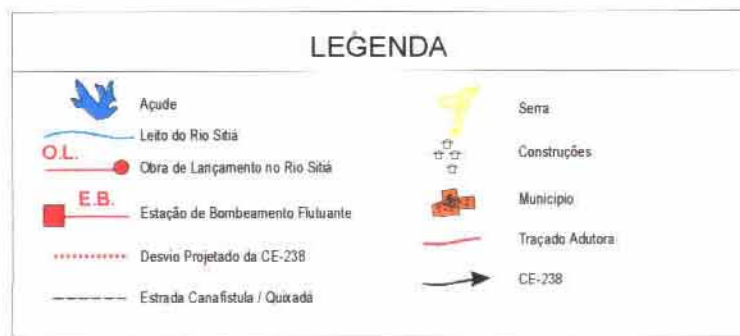 LEGENDA
Açude
Leito do Rio Sitiá
O.L.
Obra de Lançamento no Rio Sitiá
E.B.
Estação de Bombeamento Flutuante
Desvio Projetado da CE-238
Estrada Canafístula / Quixadá
Serra
Construções
Municipio
Traçado Adutora
CE-238